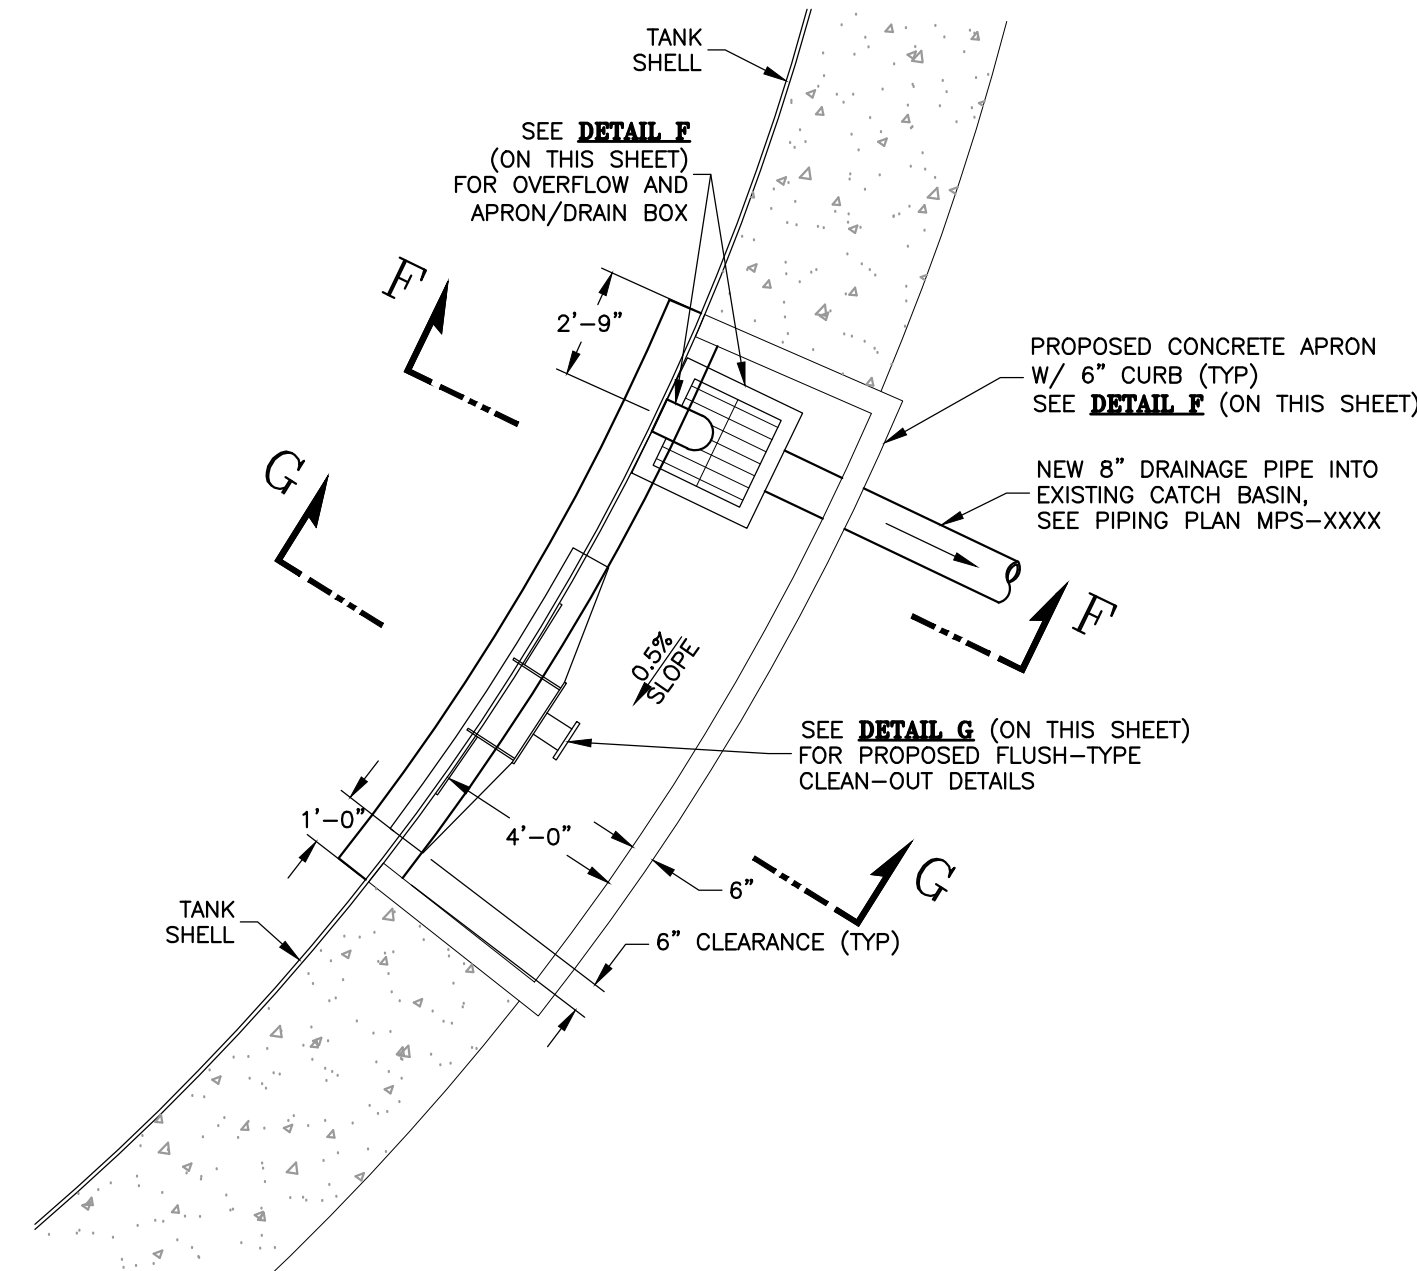 TANK
SHELL
SEE DETAIL F
(ON THIS SHEET)
FOR OVERFLOW AND
APRON/DRAIN BOX
F
2'-9"
PROPOSED CONCRETE APRON
W/ 6" CURB (TYP)
SEE DETAIL F (ON THIS SHEET)
G
NEW 8" DRAINAGE PIPE INTO
EXISTING CATCH BASIN,
SEE PIPING PLAN MPS-XXXX
F
0.5%
SLOPE
SEE DETAIL G (ON THIS SHEET)
FOR PROPOSED FLUSH-TYPE
CLEAN-OUT DETAILS
1'-0"
4'-0"
G
6"
TANK
SHELL
6" CLEARANCE (TYP)